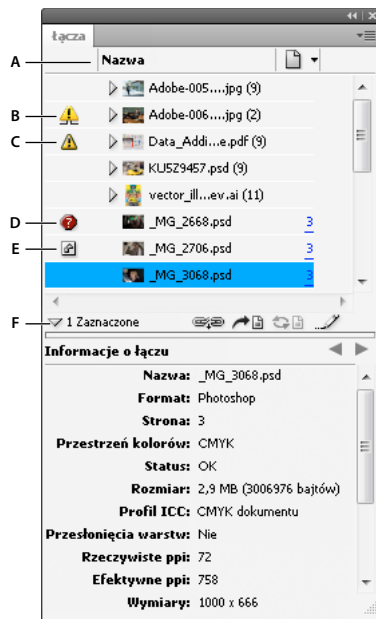 Łącza
A
Nazwa
Adobe-005....jpg (9)
B
Adobe-006....jpg (2)
C
Data_Addi...e.pdf (9)
KU5Z9457.psd (9)
vector_ill...ev.ai (11)
D
_MG_2668.psd 3
E
_MG_2706.psd 3
_MG_3068.psd 3
F
1 Zaznaczone
Informacje o łączu
Nazwa: _MG_3068.psd
Format: Photoshop
Strona: 3
Przestrzeń kolorów: CMYK
Status: OK
Rozmiar: 2,9 MB (3006976 bajtów)
Profil ICC: CMYK dokumentu
Przesłonięcia warstw: Nie
Rzeczywiste ppi: 72
Efektywne ppi: 758
Wymiary: 1000 x 666